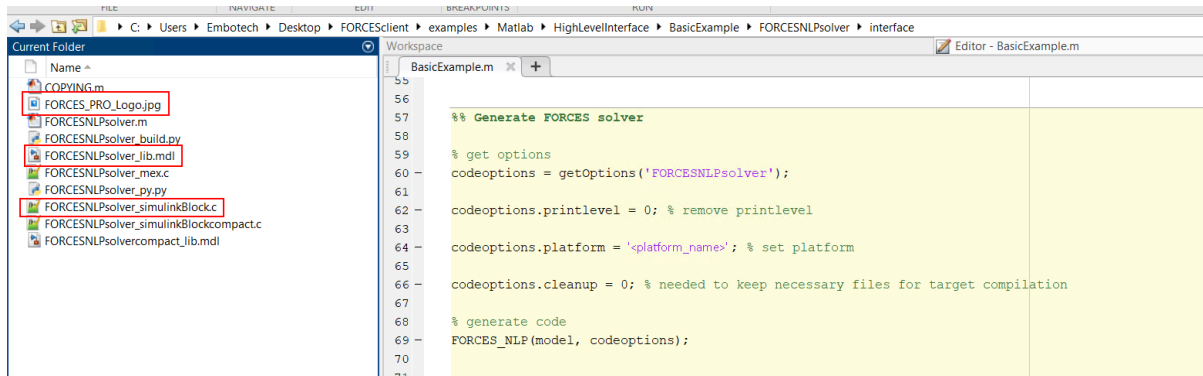 FILE NAVIGATE EDIT BREAKPOINTS RUN
C: ▸ Users ▸ Embotech ▸ Desktop ▸ FORCESclient ▸ examples ▸ Matlab ▸ HighLevelInterface ▸ BasicExample ▸ FORCESNLPsolver ▸ interface
Current Folder
Name
COPYING.m
FORCES_PRO_Logo.jpg
FORCESNLPsolver.m
FORCESNLPsolver_build.py
FORCESNLPsolver_lib.mdl
FORCESNLPsolver_mex.c
FORCESNLPsolver_py.py
FORCESNLPsolver_simulinkBlock.c
FORCESNLPsolver_simulinkBlockcompact.c
FORCESNLPsolvercompact_lib.mdl
Workspace
Editor - BasicExample.m
BasicExample.m
55
56
57 %% Generate FORCES solver
58
59 % get options
60 – codeoptions = getOptions('FORCESNLPsolver');
61
62 – codeoptions.printlevel = 0; % remove printlevel
63
64 – codeoptions.platform = '<platform_name>'; % set platform
65
66 – codeoptions.cleanup = 0; % needed to keep necessary files for target compilation
67
68 % generate code
69 – FORCES_NLP(model, codeoptions);
70
71